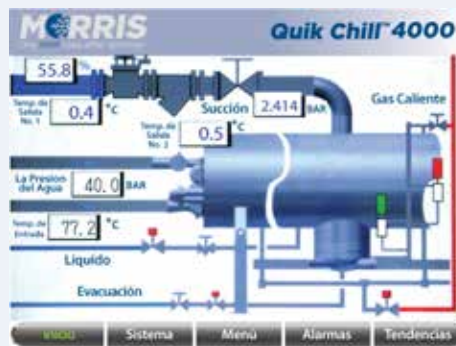 MORRIS
Quik Chill™ 4000
55.8 %
Temp. de Salida No. 1
0.4 °C
Temp. de Salida No. 2
0.5 °C
Succión
2.414 BAR
Gas Caliente
La Presion del Agua
40.0 BAR
Temp. de Entrada
77.2 °C
Liquido
Evacuación
INICIO
Sistema
Menú
Alarmas
Tendencias